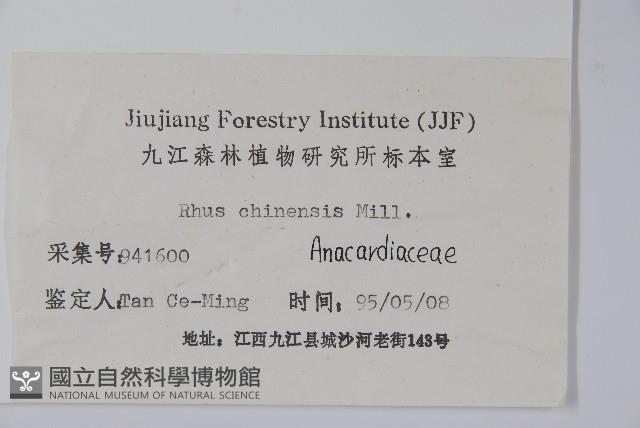 Jiujiang Forestry Institute (JJF)
九江森林植物研究所标本室
Rhus chinensis Mill.
采集号:941600 Anacardiaceae
鉴定人:Tan Ce-Ming 时间: 95/05/08
地址: 江西九江县城沙河老街143号
國立自然科學博物館
NATIONAL MUSEUM OF NATURAL SCIENCE